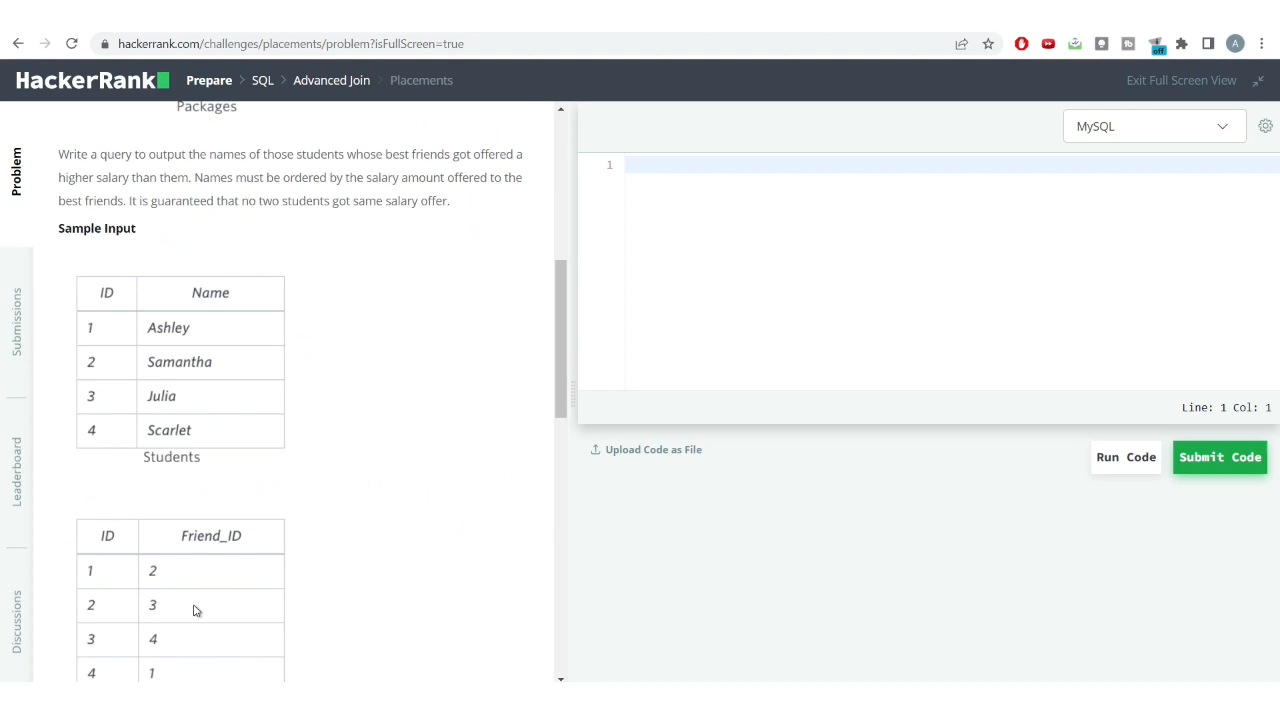 hackerrank.com/challenges/placements/problem?isFullScreen=true
off
A
HackerRank
Prepare > SQL > Advanced Join > Placements
Exit Full Screen View
Problem
Submissions
Leaderboard
Discussions
Packages
Write a query to output the names of those students whose best friends got offered a
higher salary than them. Names must be ordered by the salary amount offered to the
best friends. It is guaranteed that no two students got same salary offer.
Sample Input
ID Name
1 Ashley
2 Samantha
3 Julia
4 Scarlet
Students
ID Friend_ID
1 2
2 3
3 4
4 1
MySQL
1
Line: 1 Col: 1
Upload Code as File
Run Code
Submit Code